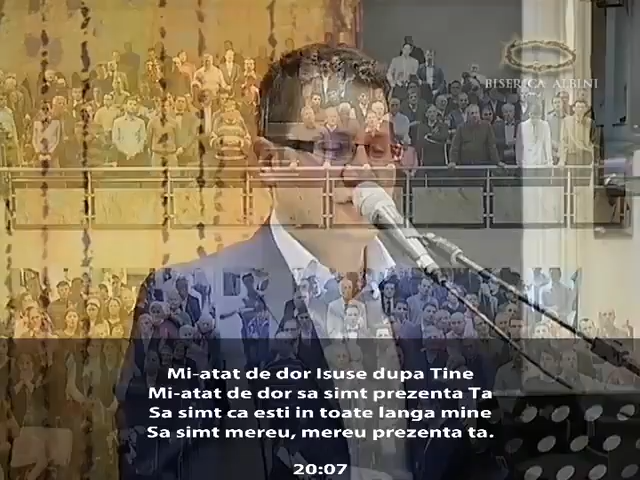 BISERICA ALBINI
Mi-atat de dor Isuse dupa Tine
Mi-atat de dor sa simt prezenta Ta
Sa simt ca esti in toate langa mine
Sa simt mereu, mereu prezenta ta.
20:07